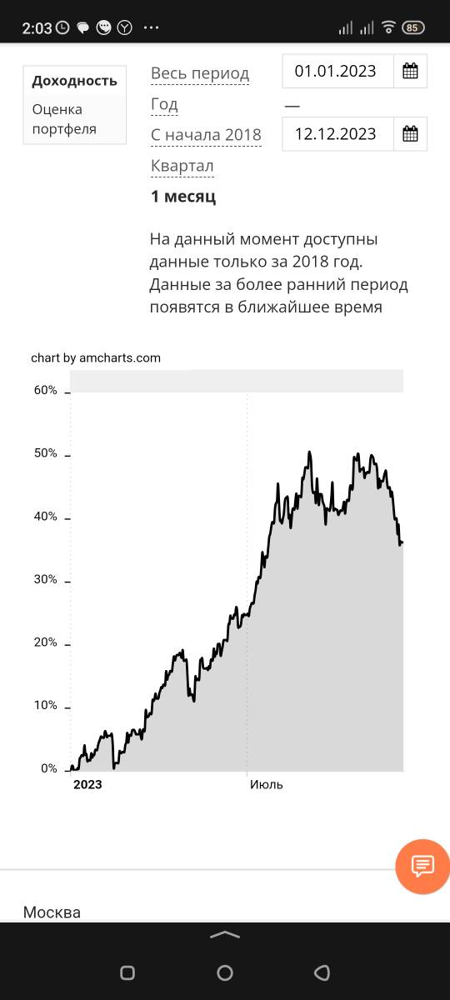 2:03
85
Доходность
Оценка
портфеля
Весь период
Год
С начала 2018
Квартал
1 месяц
01.01.2023
—
12.12.2023
На данный момент доступны
данные только за 2018 год.
Данные за более ранний период
появятся в ближайшее время
chart by amcharts.com
60%
50%
40%
30%
20%
10%
0%
2023
Июль
Москва